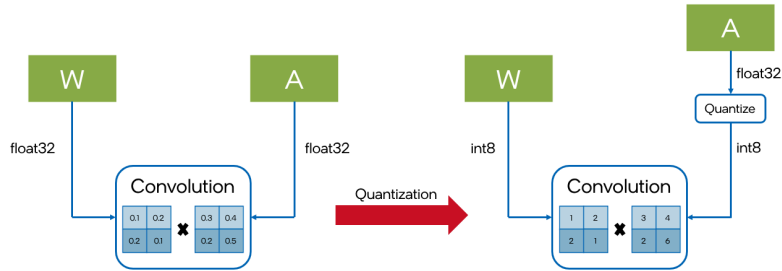 W
A
float32
float32
Convolution
0.1 0.2
0.2 0.1
×
0.3 0.4
0.2 0.5
Quantization
W
A
float32
Quantize
int8
int8
Convolution
1 2
2 1
×
3 4
2 6